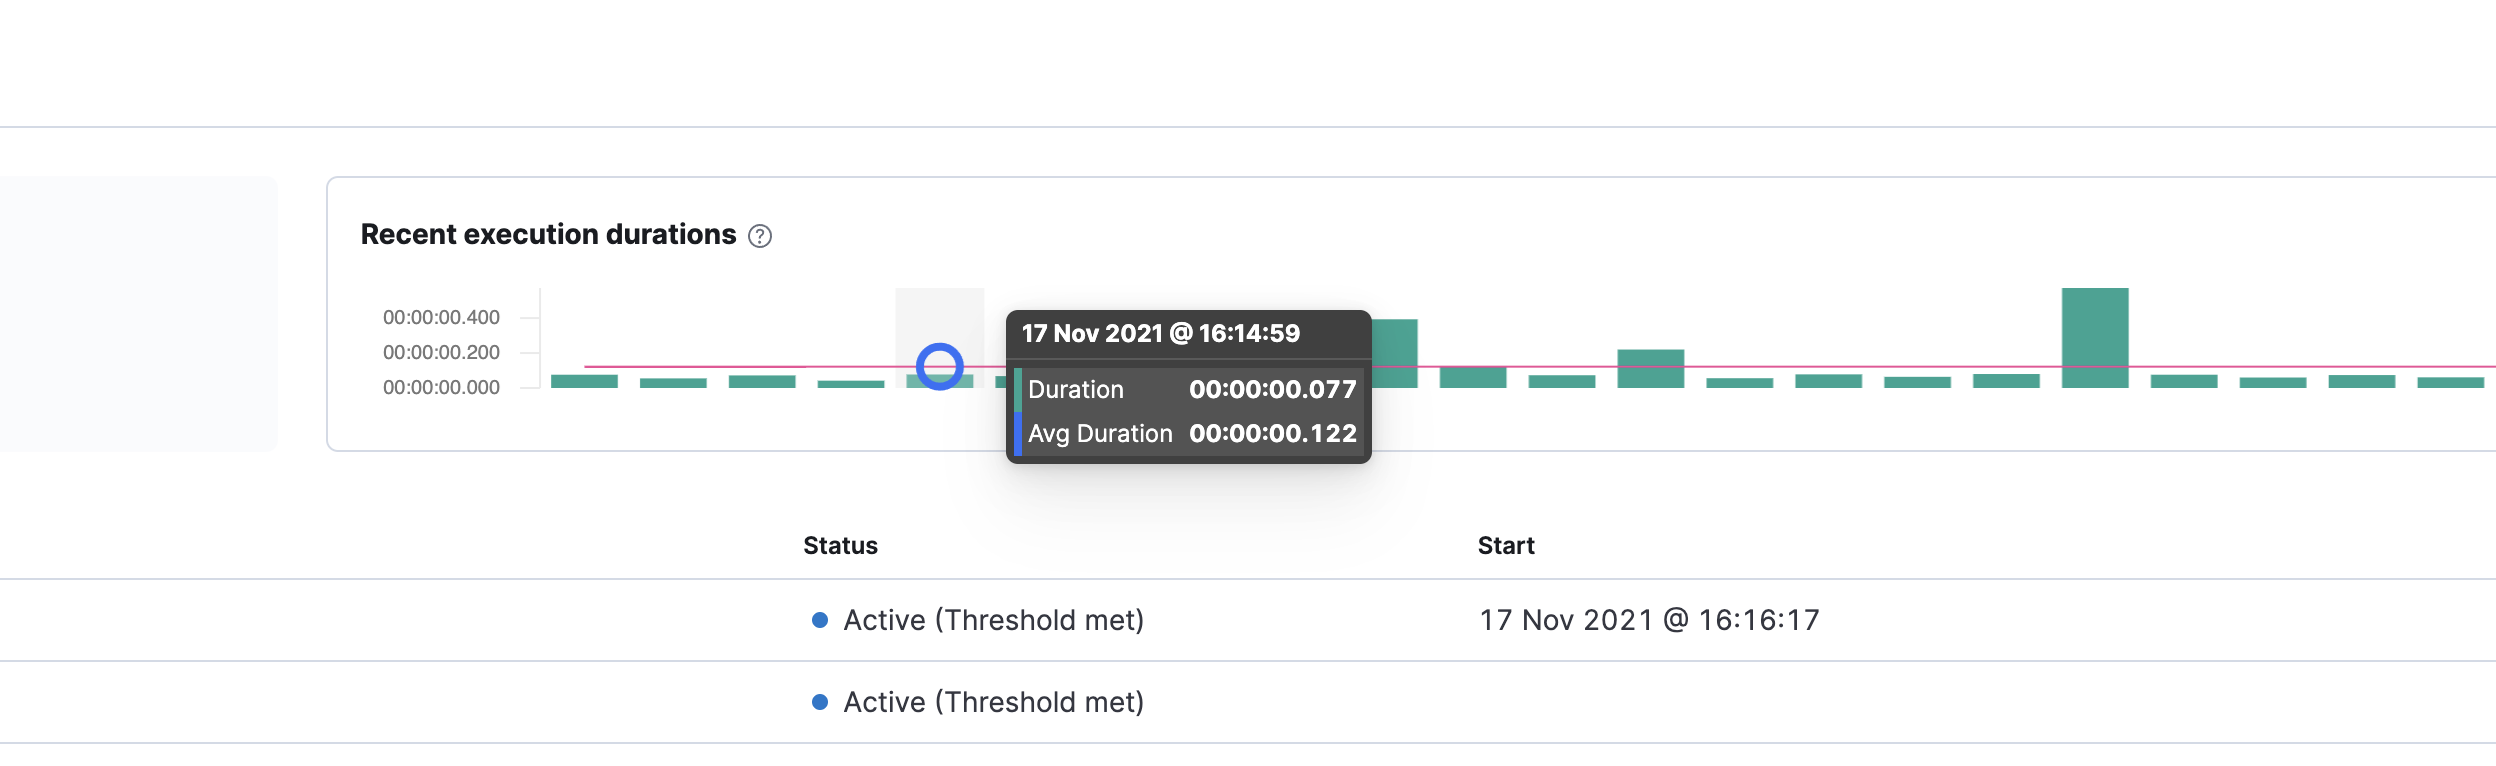 Recent execution durations
00:00:00.400
00:00:00.200
00:00:00.000
17 Nov 2021 @ 16:14:59
Duration 00:00:00.077
Avg Duration 00:00:00.122
Status Start
Active (Threshold met) 17 Nov 2021 @ 16:16:17
Active (Threshold met)